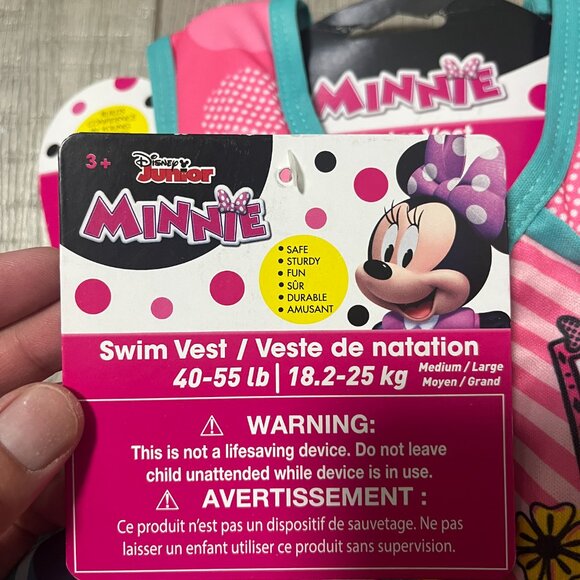 MINNIE
3+
Disney
Junior
MINNIE
• SAFE
• STURDY
• FUN
• SÛR
• DURABLE
• AMUSANT
Swim Vest / Veste de natation
40-55 lb | 18.2-25 kg
Medium / Large
Moyen / Grand
⚠ WARNING:
This is not a lifesaving device. Do not leave
child unattended while device is in use.
⚠ AVERTISSEMENT :
Ce produit n'est pas un dispositif de sauvetage. Ne pas
laisser un enfant utiliser ce produit sans supervision.